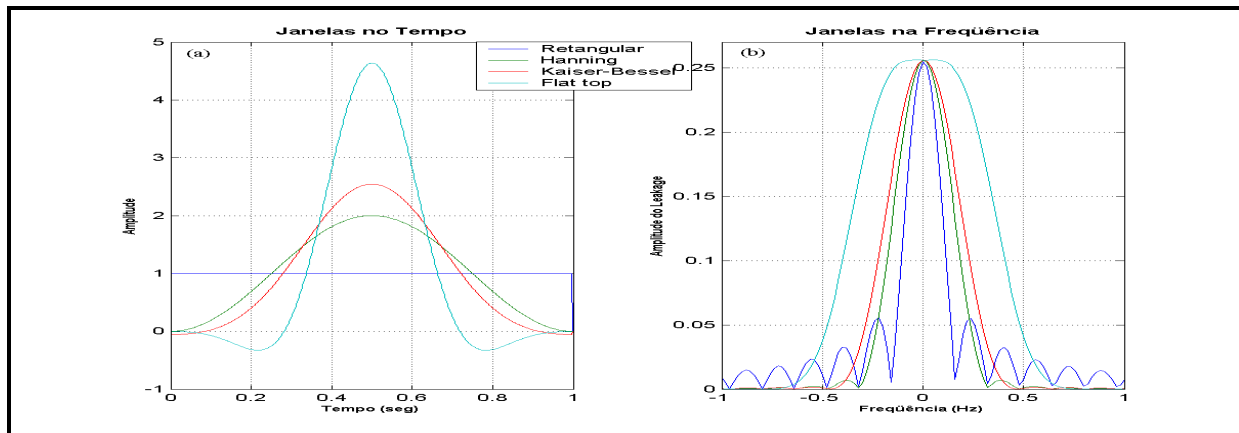 Janelas no Tempo
(a)
5
4
3
2
1
0
-1
0
0.2
0.4
0.6
0.8
1
Amplitude
Tempo (seg)
Retangular
Hanning
Kaiser-Bessel
Flat top
Janelas na Freqüência
(b)
0.25
0.2
0.15
0.1
0.05
0
-1
-0.5
0
0.5
1
Amplitude do Leakage
Freqüência (Hz)